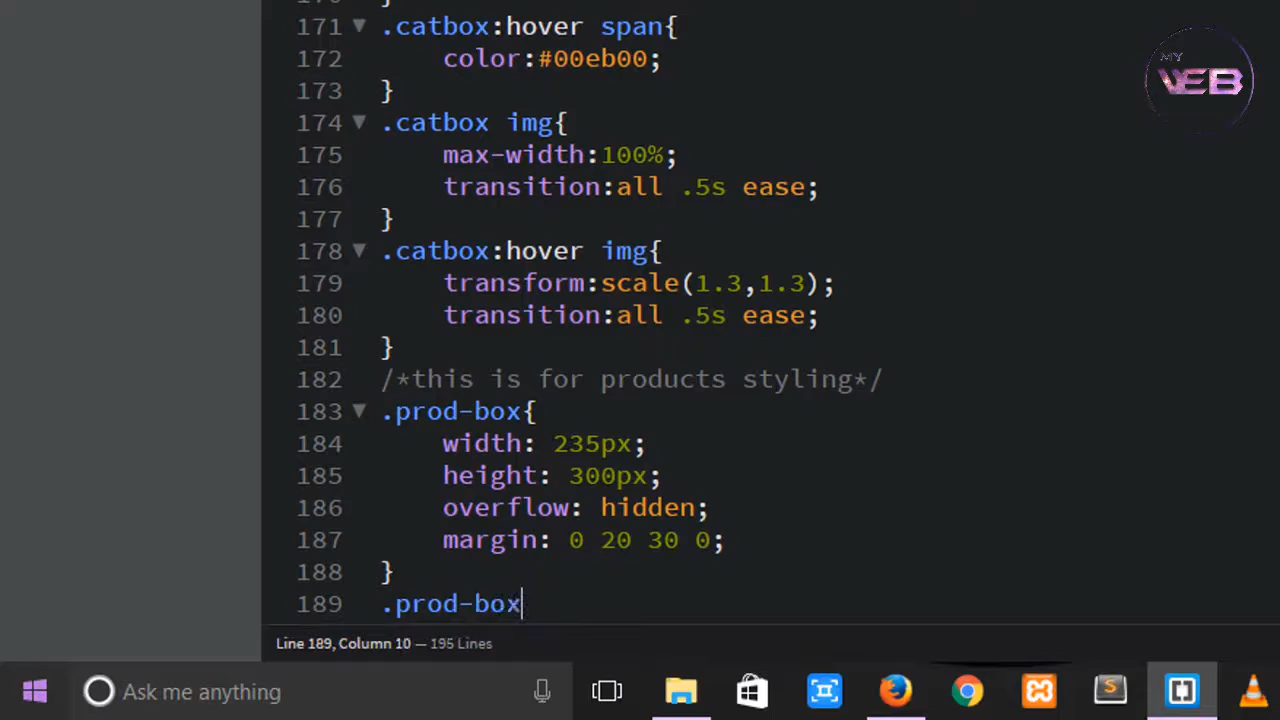 170 }
171 ▼ .catbox:hover span{
172 color:#00eb00;
173 }
174 ▼ .catbox img{
175 max-width:100%;
176 transition:all .5s ease;
177 }
178 ▼ .catbox:hover img{
179 transform:scale(1.3,1.3);
180 transition:all .5s ease;
181 }
182 /*this is for products styling*/
183 ▼ .prod-box{
184 width: 235px;
185 height: 300px;
186 overflow: hidden;
187 margin: 0 20 30 0;
188 }
189 .prod-box
Line 189, Column 10 — 195 Lines
Ask me anything
MY
WEB
S